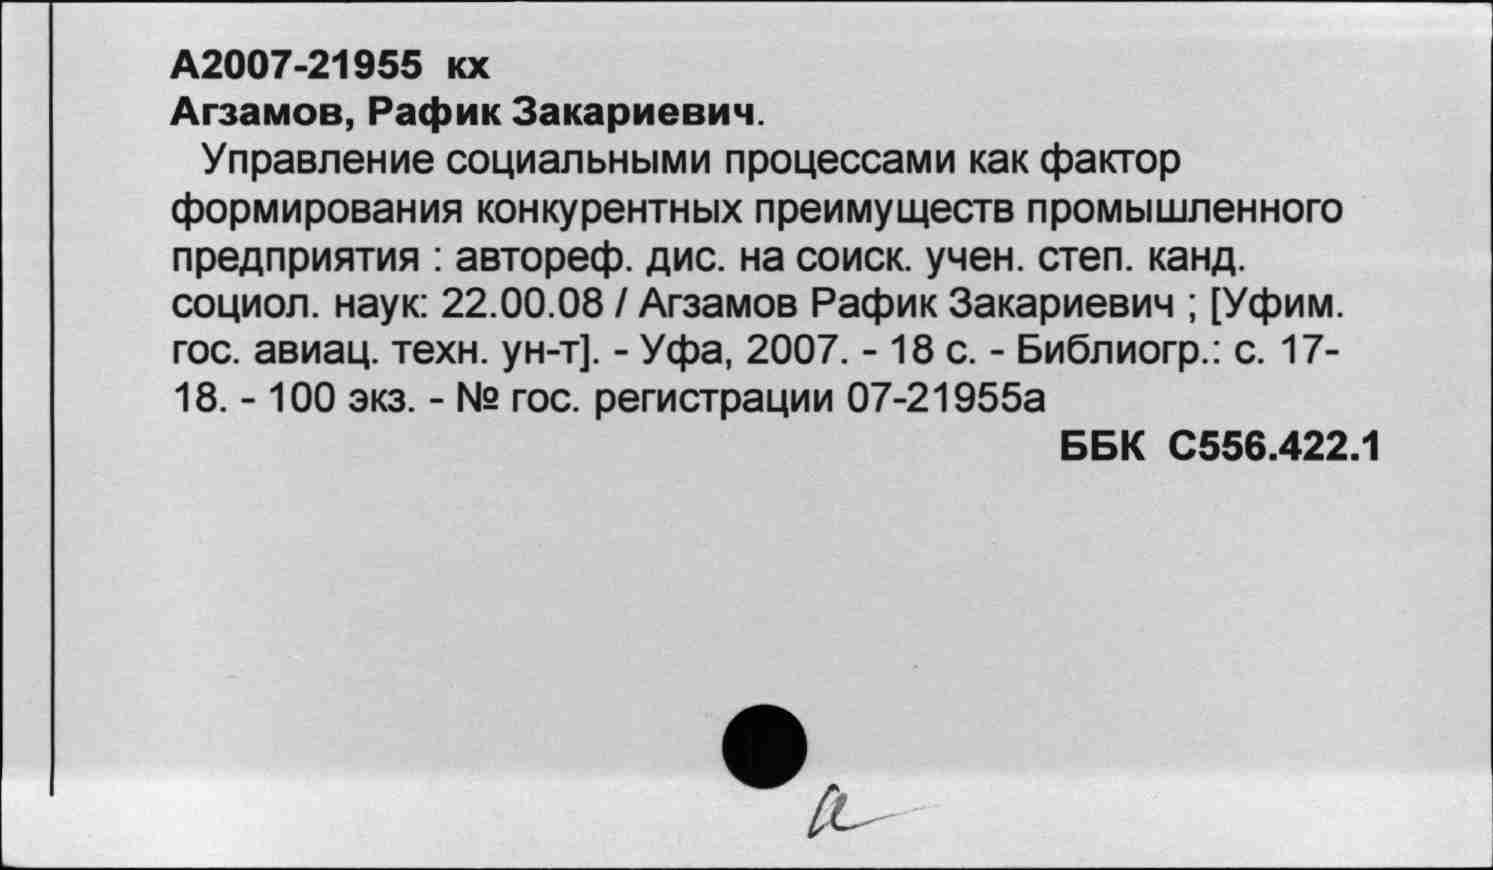 А2007-21955 кх
Агзамов, Рафик Закариевич.
Управление социальными процессами как фактор
формирования конкурентных преимуществ промышленного
предприятия : автореф. дис. на соиск. учен. степ. канд.
социол. наук: 22.00.08 / Агзамов Рафик Закариевич ; [Уфим.
гос. авиац. техн. ун-т]. - Уфа, 2007. - 18 с. - Библиогр.: с. 17-
18. - 100 экз. - № гос. регистрации 07-21955а
ББК С556.422.1
а